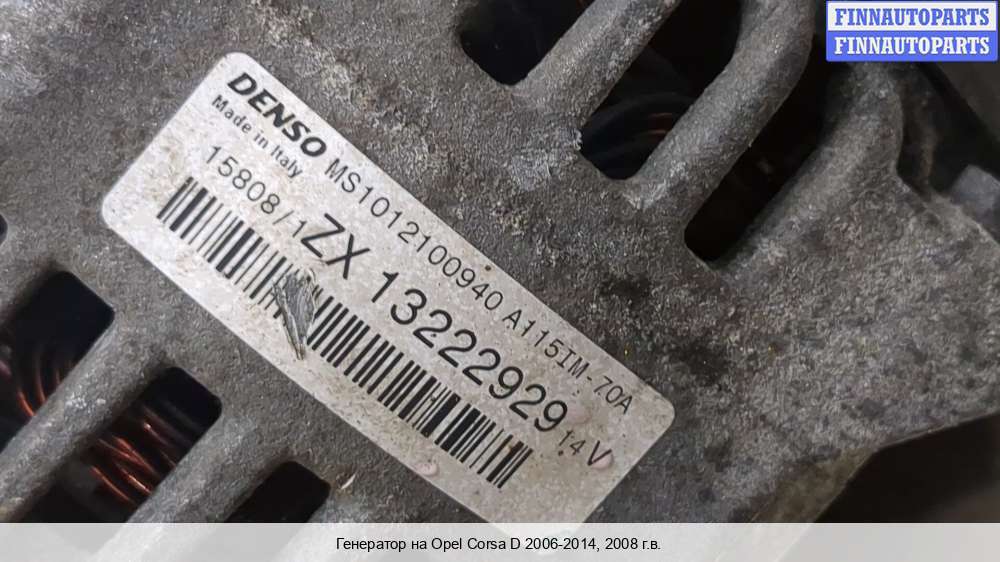 FINNAUTOPARTS
FINNAUTOPARTS
DENSO MS1012100940 A115IM-70A
Made in Italy
15808/1 ZX 13222929 14V
Генератор на Opel Corsa D 2006-2014, 2008 г.в.